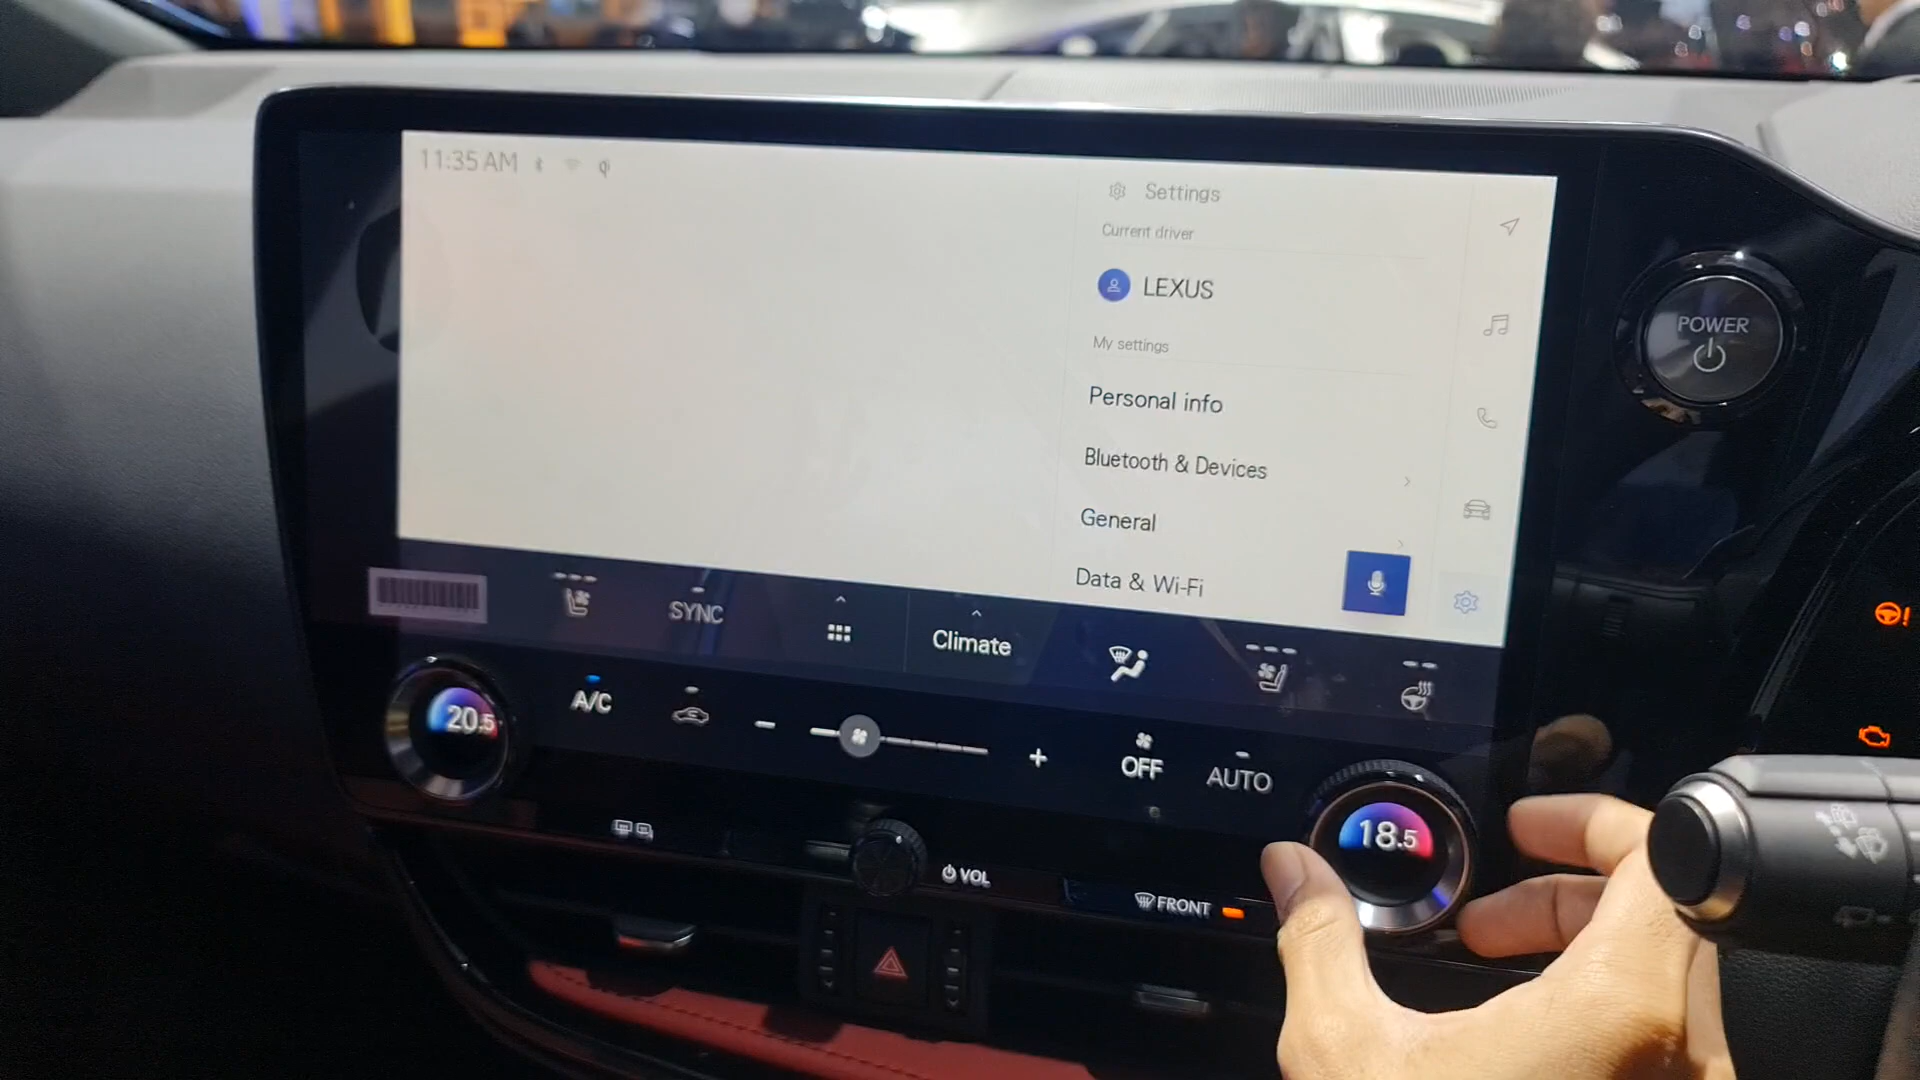 11:35 AM
Settings
Current driver
LEXUS
My settings
Personal info
Bluetooth & Devices
General
Data & Wi-Fi
POWER
SYNC
Climate
20.5
A/C
OFF
AUTO
18.5
VOL
FRONT